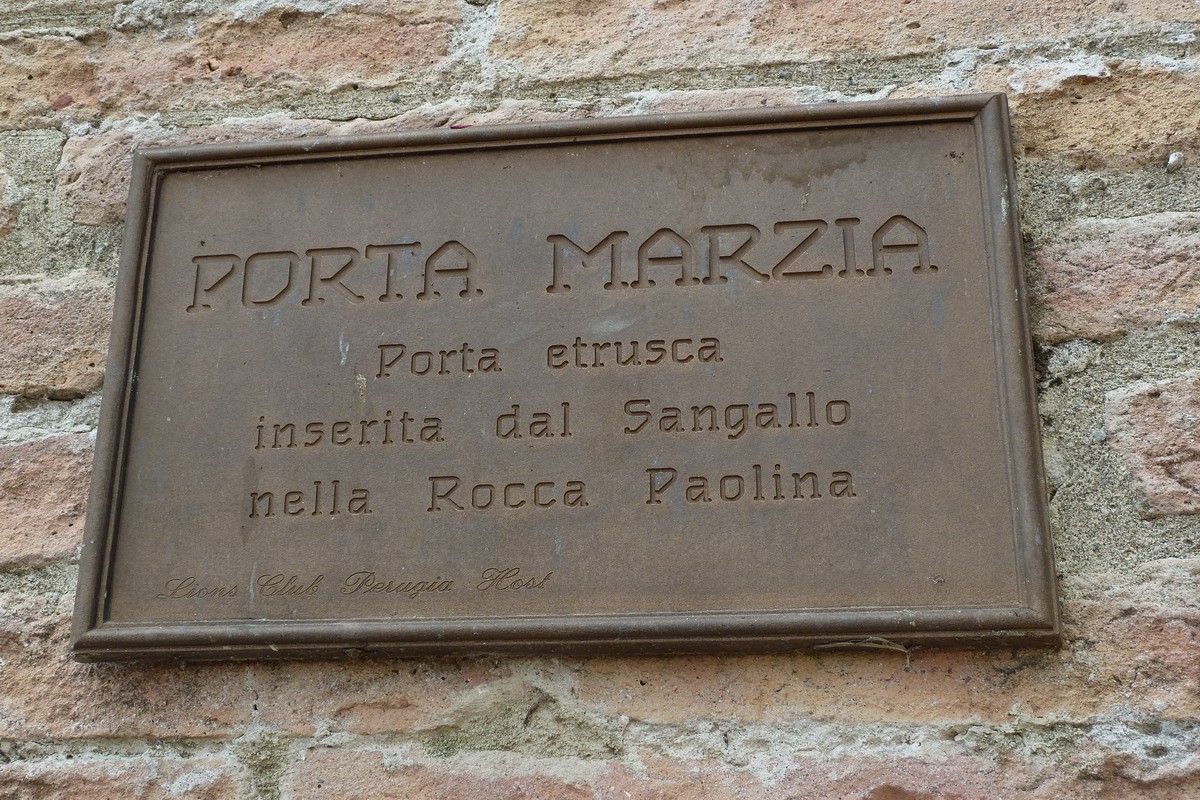 PORTA MARZIA
Porta etrusca
inserita dal Sangallo
nella Rocca Paolina
Lions Club Perugia Host